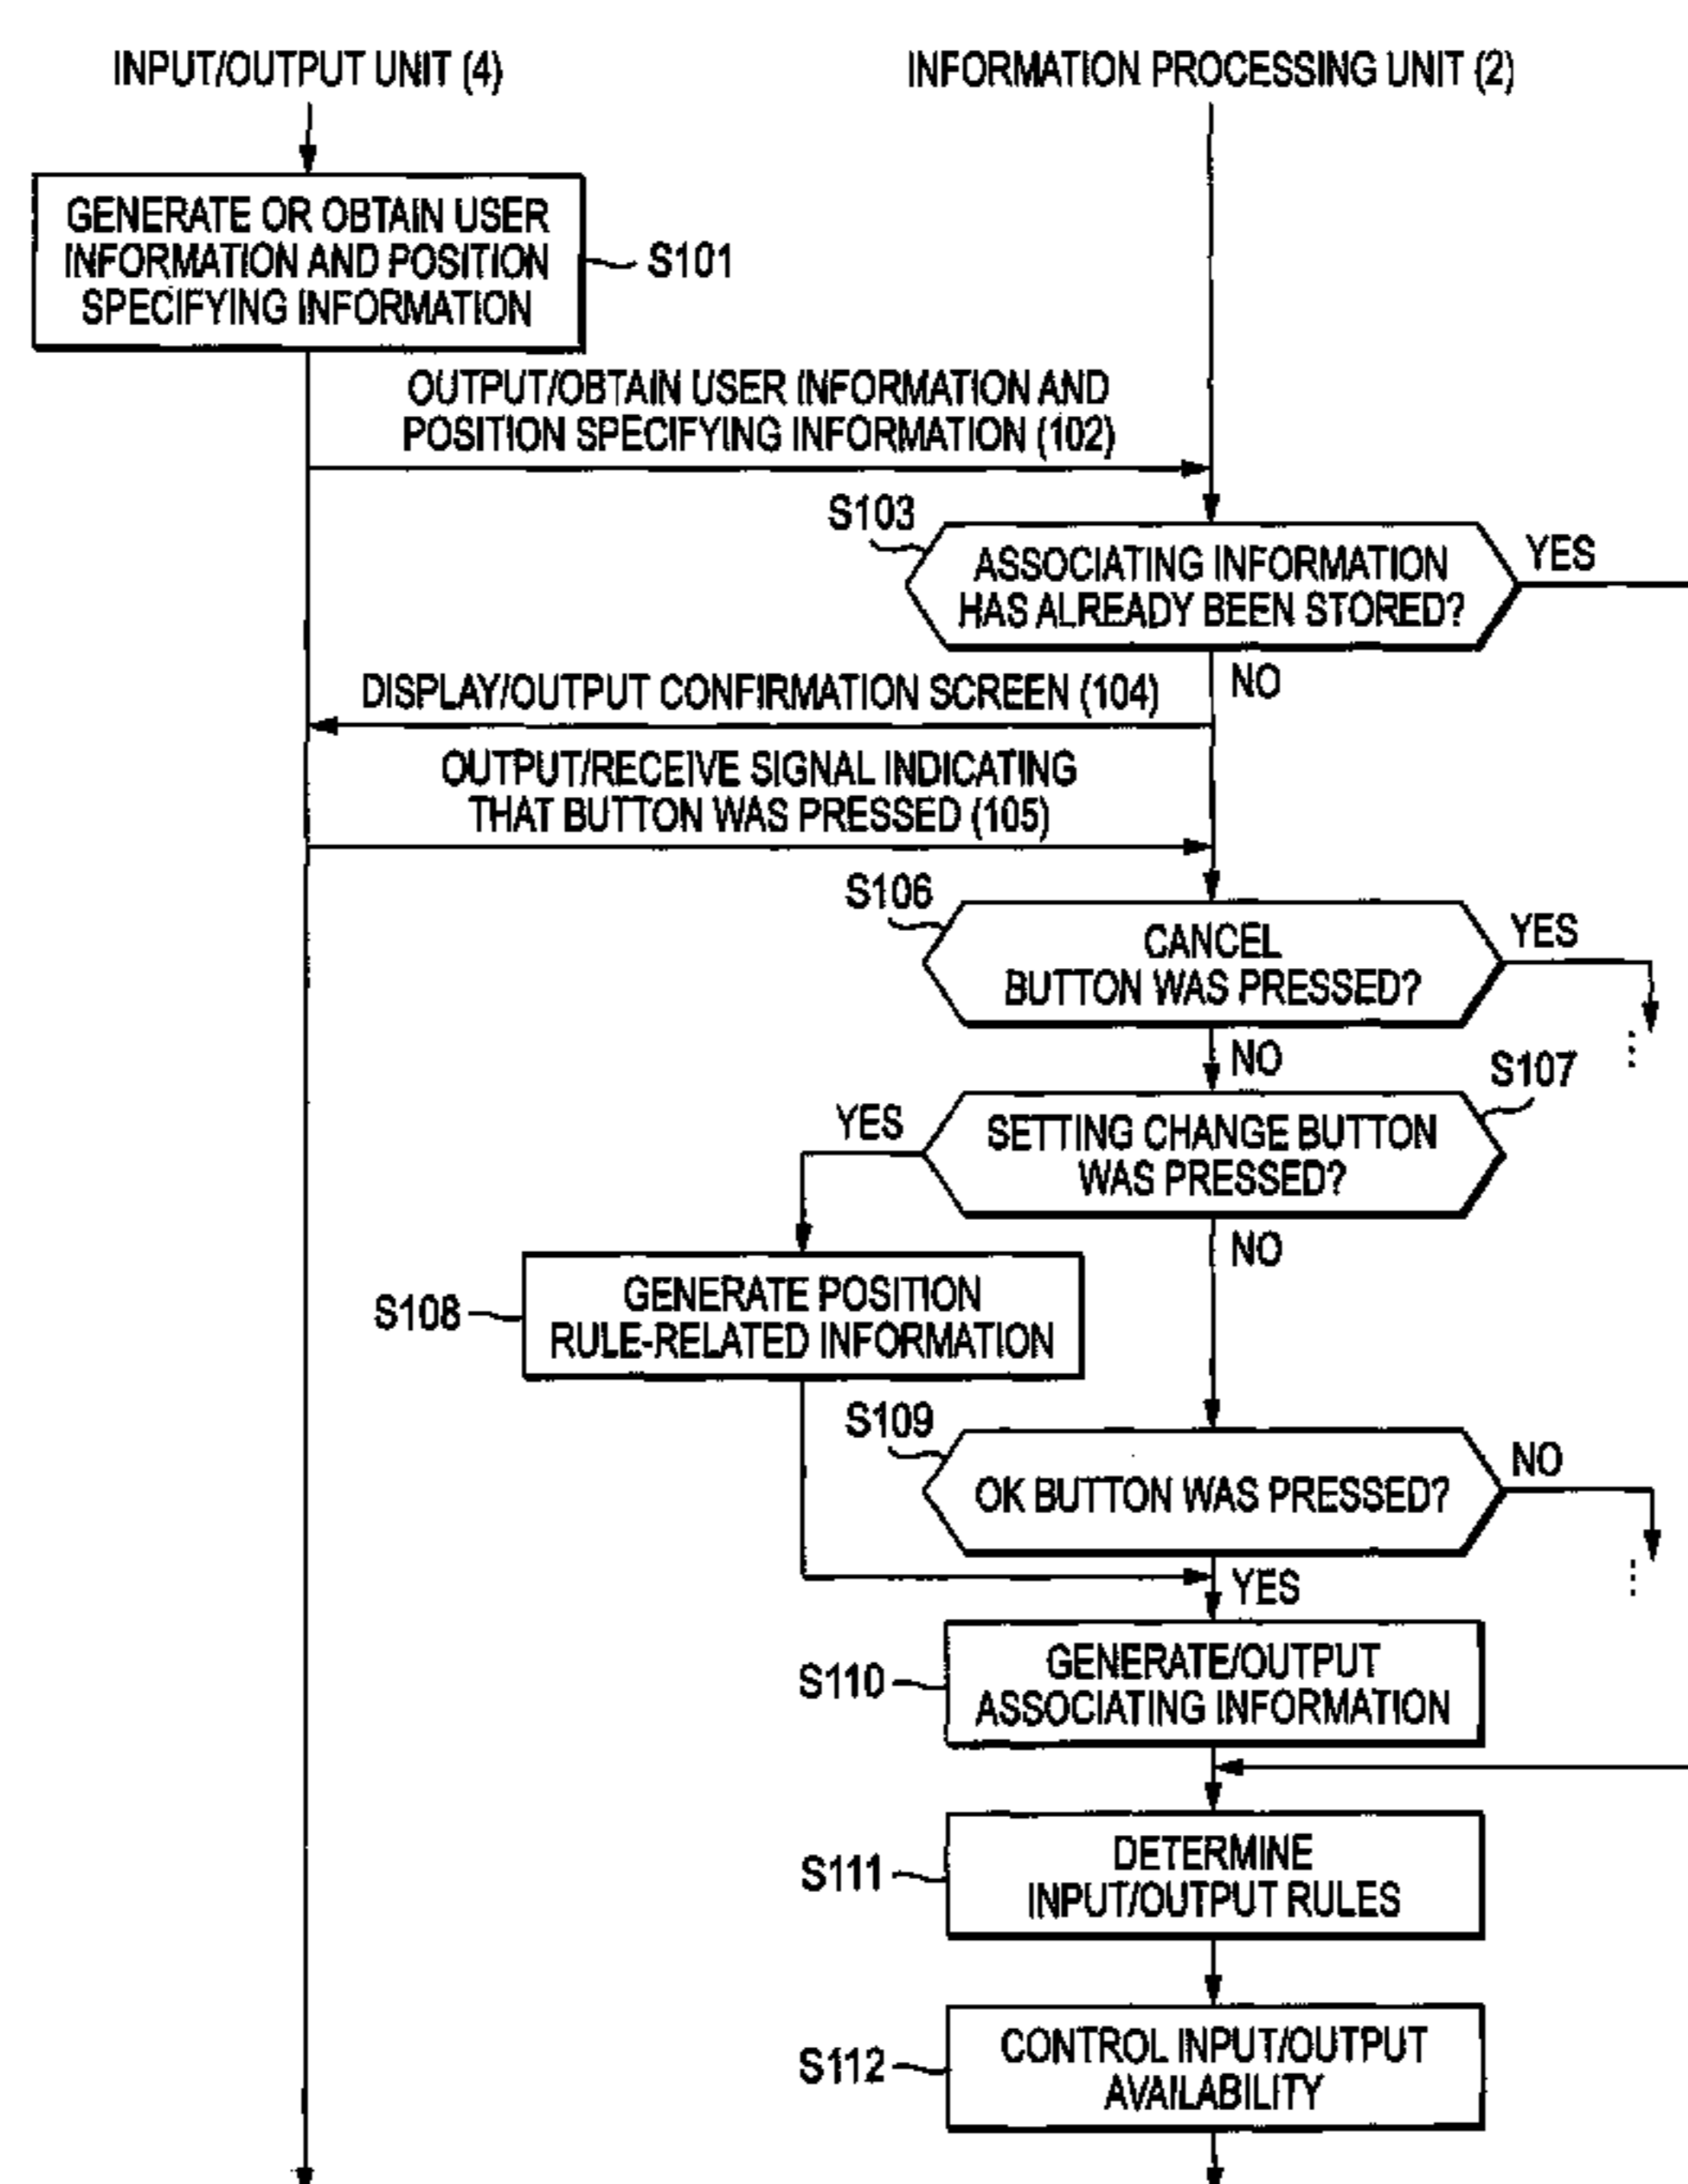 INPUT/OUTPUT UNIT (4)
INFORMATION PROCESSING UNIT (2)
GENERATE OR OBTAIN USER
INFORMATION AND POSITION
SPECIFYING INFORMATION
S101
OUTPUT/OBTAIN USER INFORMATION AND
POSITION SPECIFYING INFORMATION (102)
S103
ASSOCIATING INFORMATION
HAS ALREADY BEEN STORED?
YES
NO
DISPLAY/OUTPUT CONFIRMATION SCREEN (104)
OUTPUT/RECEIVE SIGNAL INDICATING
THAT BUTTON WAS PRESSED (105)
S106
CANCEL
BUTTON WAS PRESSED?
YES
NO
S107
SETTING CHANGE BUTTON
WAS PRESSED?
YES
NO
S108
GENERATE POSITION
RULE-RELATED INFORMATION
S109
OK BUTTON WAS PRESSED?
NO
YES
S110
GENERATE/OUTPUT
ASSOCIATING INFORMATION
S111
DETERMINE
INPUT/OUTPUT RULES
S112
CONTROL INPUT/OUTPUT
AVAILABILITY